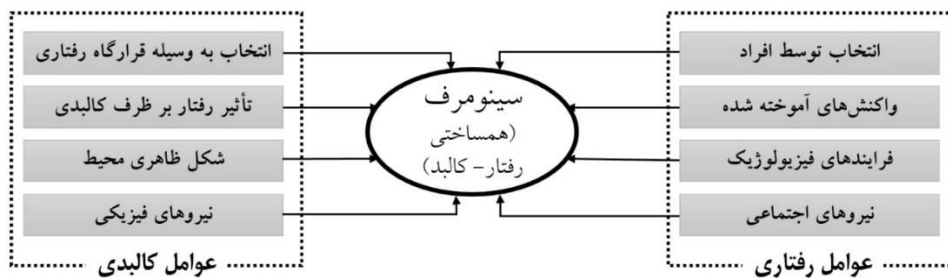 انتخاب توسط افراد
واکنش‌های آموخته شده
فرایندهای فیزیولوژیک
نیروهای اجتماعی
عوامل رفتاری
سینومرف
(همساختی
رفتار- کالبد)
انتخاب به وسیله قرارگاه رفتاری
تأثیر رفتار بر ظرف کالبدی
شکل ظاهری محیط
نیروهای فیزیکی
عوامل کالبدی